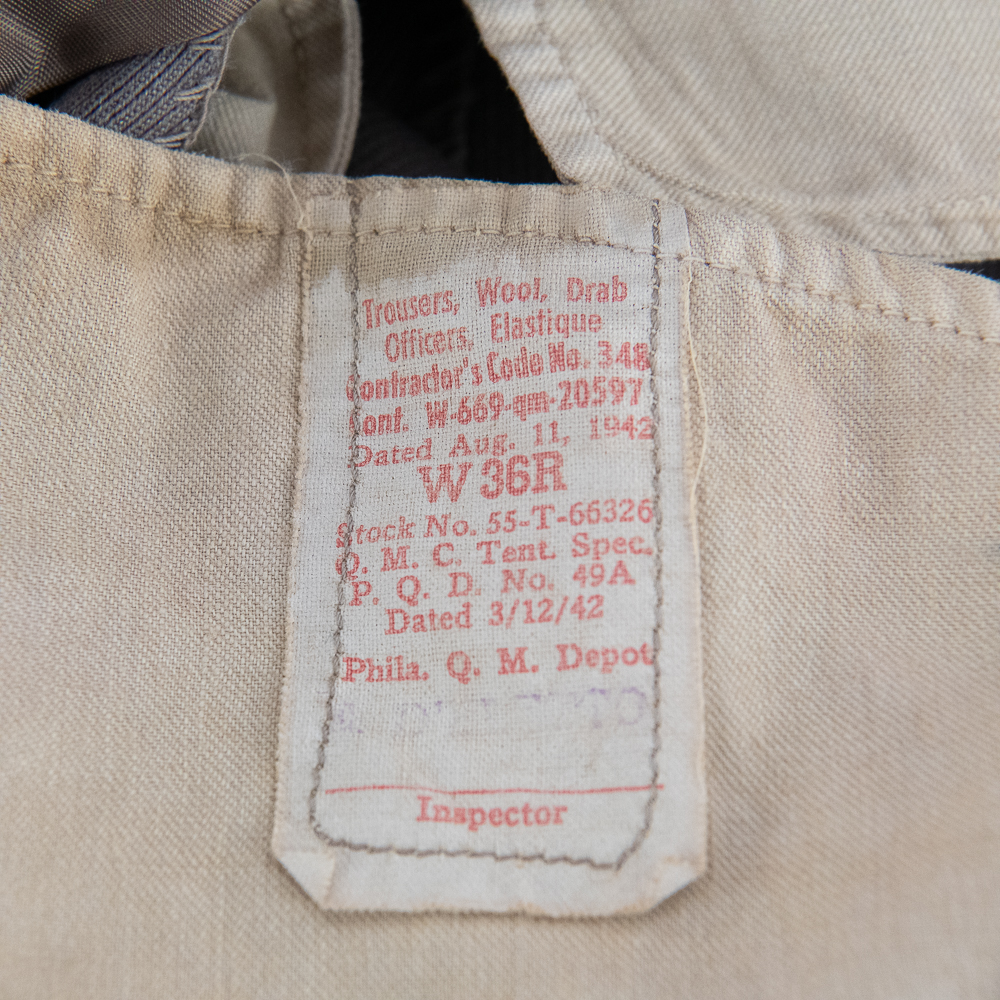 Trousers, Wool, Drab
Officers, Elastique
Contractor's Code No. 348
Cont. W-669-qm-20597
Dated Aug. 11, 1942
W 36R
Stock No. 55-T-66326
Q. M. C. Tent. Spec.
P. Q. D. No. 49A
Dated 3/12/42
Phila. Q. M. Depot
Inspector